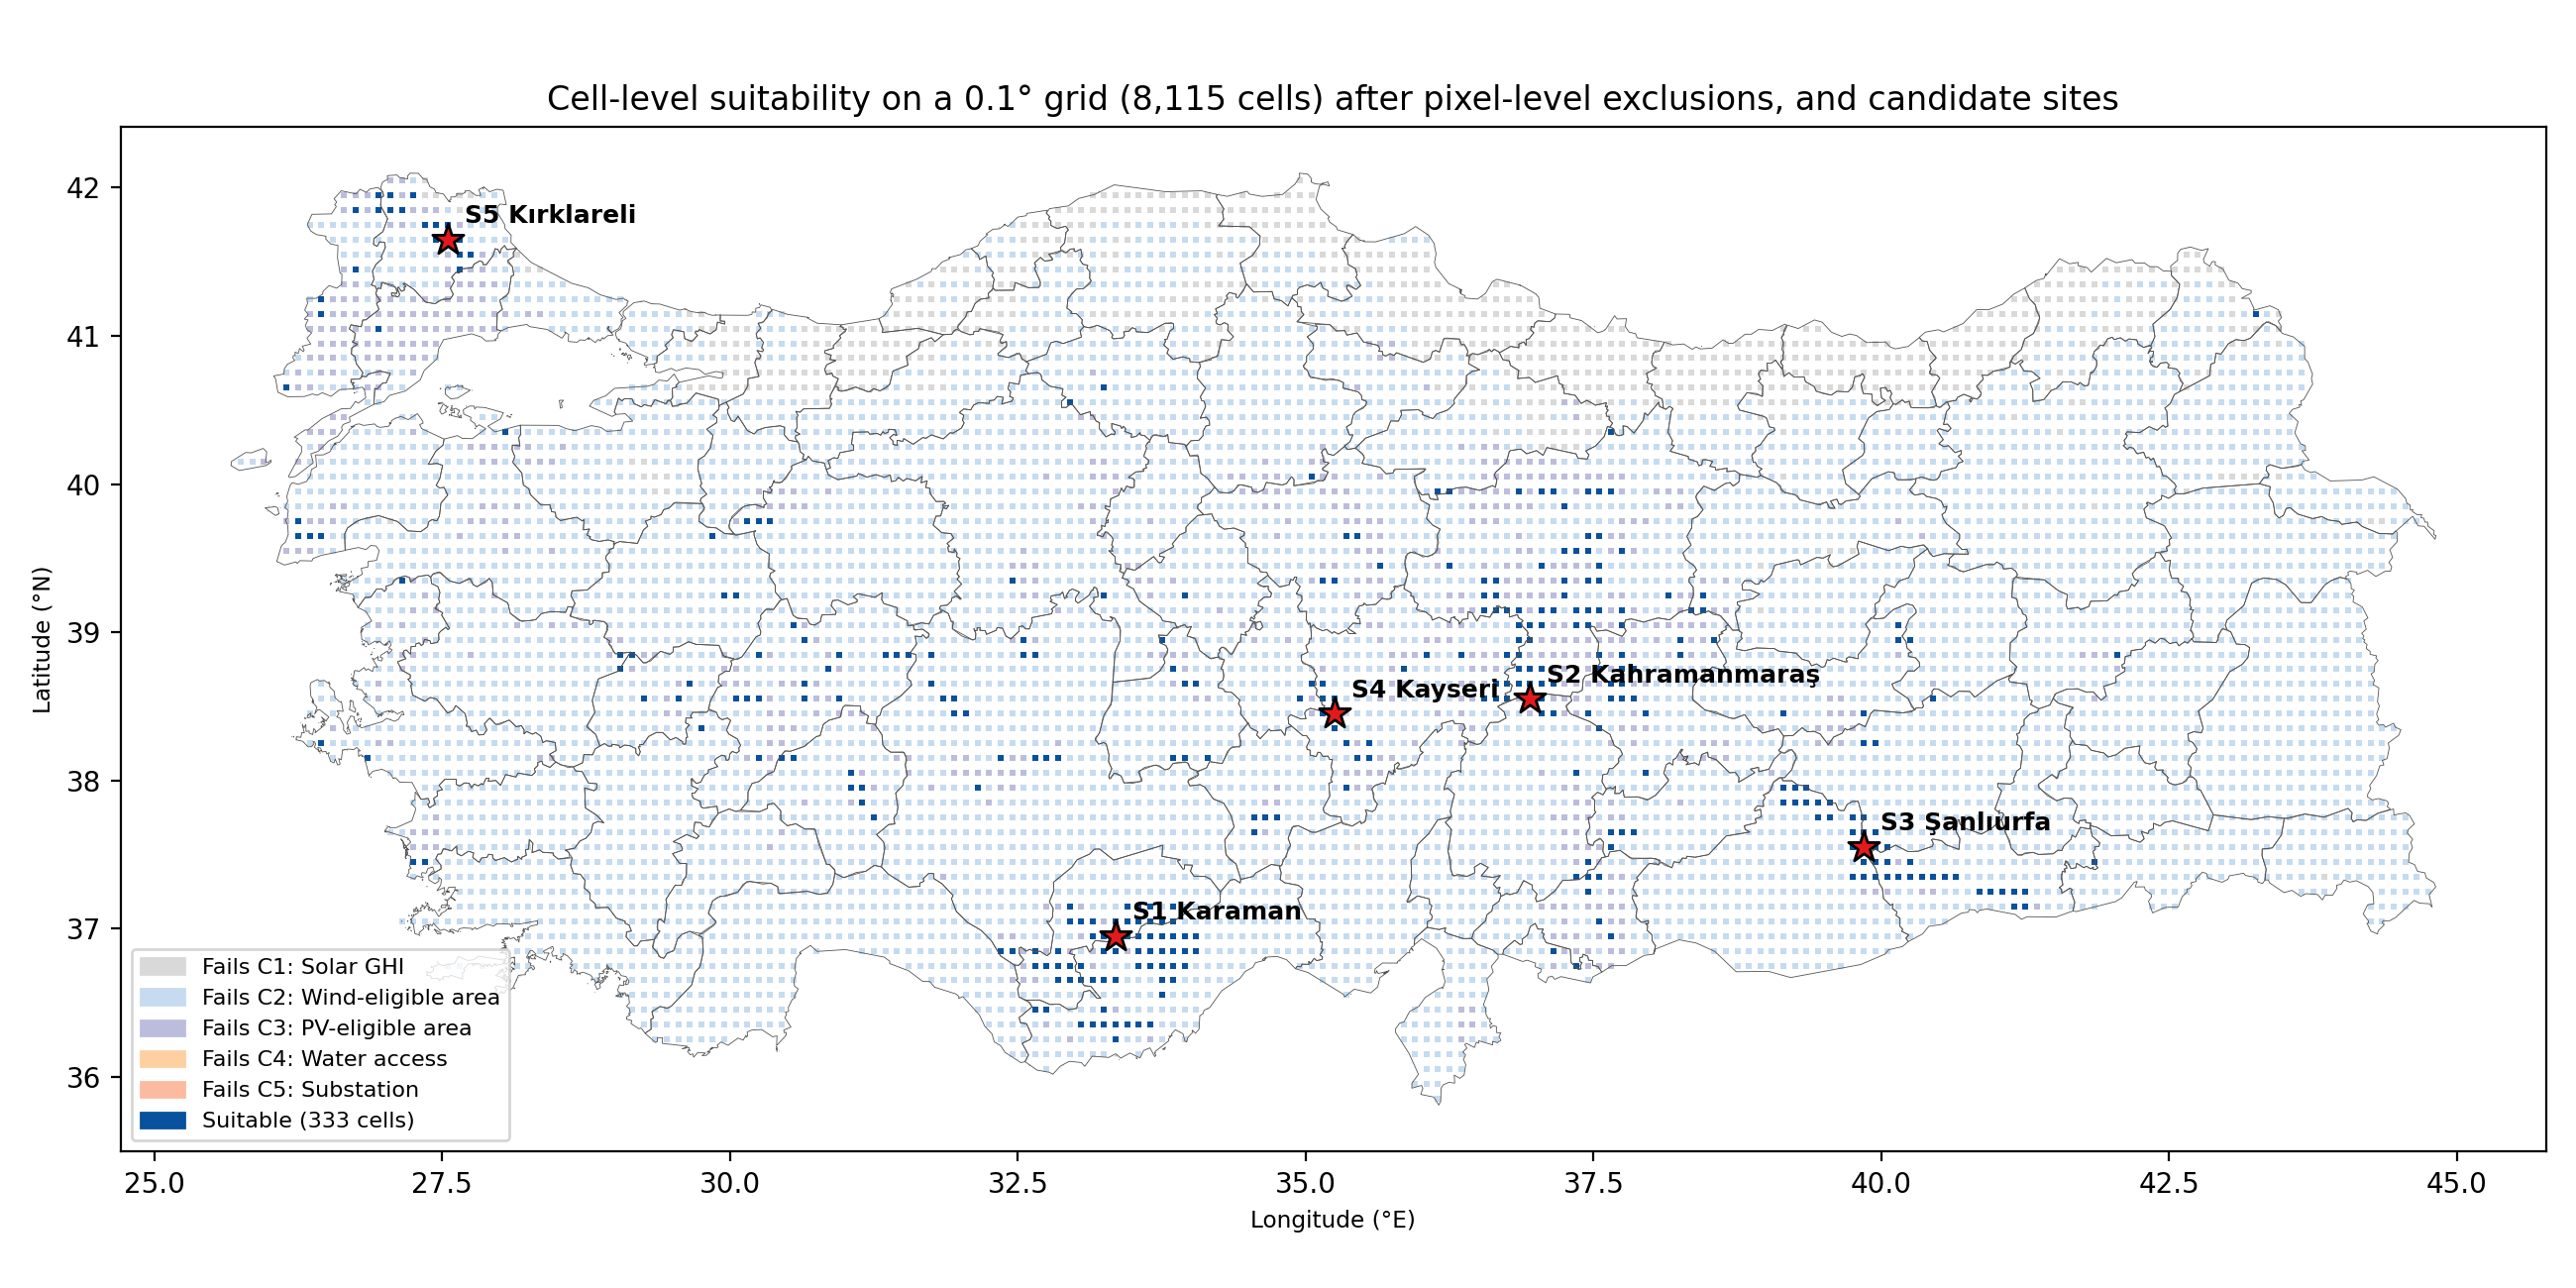 Cell-level suitability on a 0.1° grid (8,115 cells) after pixel-level exclusions, and candidate sites
Latitude (°N)
42
41
40
39
38
37
36
S5 Kırklareli
S2 Kahramanmaraş
S4 Kayseri
S3 Şanlıurfa
S1 Karaman
Fails C1: Solar GHI
Fails C2: Wind-eligible area
Fails C3: PV-eligible area
Fails C4: Water access
Fails C5: Substation
Suitable (333 cells)
25.0 27.5 30.0 32.5 35.0 37.5 40.0 42.5 45.0
Longitude (°E)